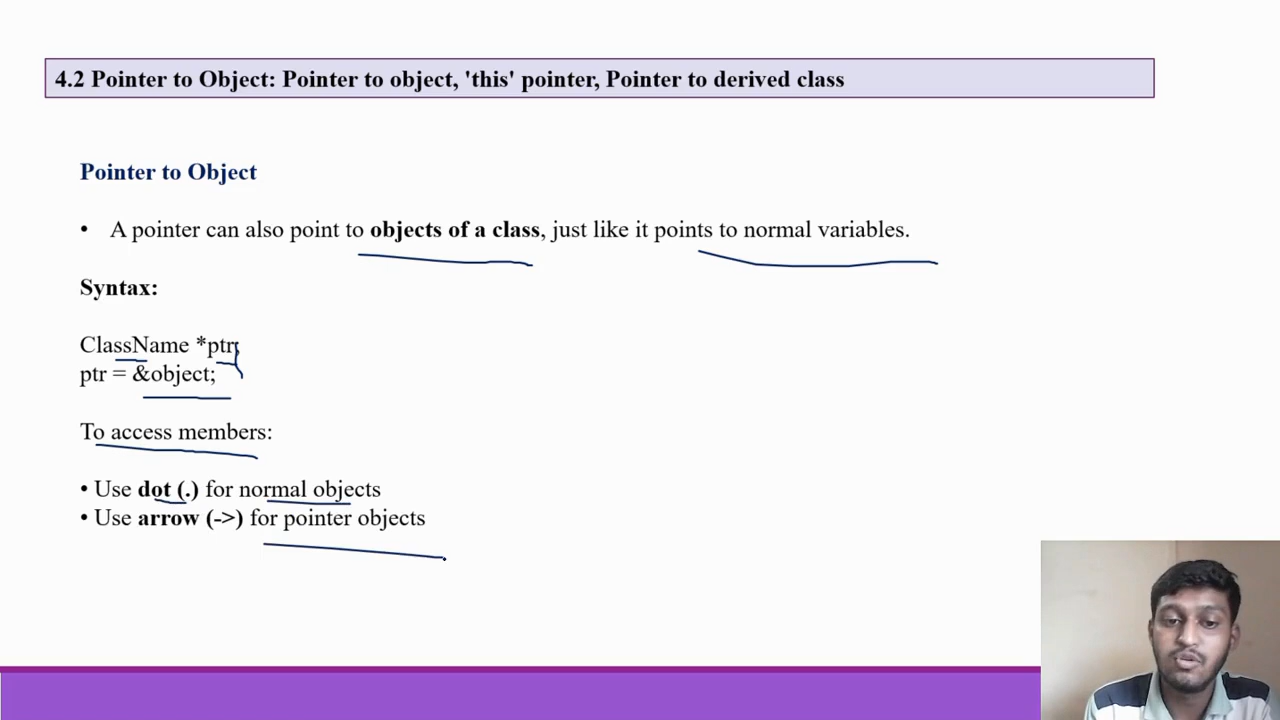 4.2 Pointer to Object: Pointer to object, 'this' pointer, Pointer to derived class
Pointer to Object
• A pointer can also point to objects of a class, just like it points to normal variables.
Syntax:
ClassName *ptr;
ptr = &object;
To access members:
• Use dot (.) for normal objects
• Use arrow (->) for pointer objects